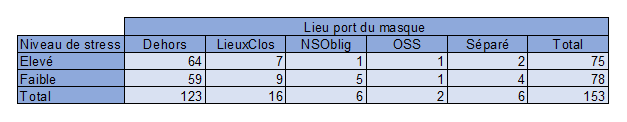 Lieu port du masque
Niveau de stress Dehors LieuxClos NSOblig OSS Séparé Total
Elevé 64 7 1 1 2 75
Faible 59 9 5 1 4 78
Total 123 16 6 2 6 153